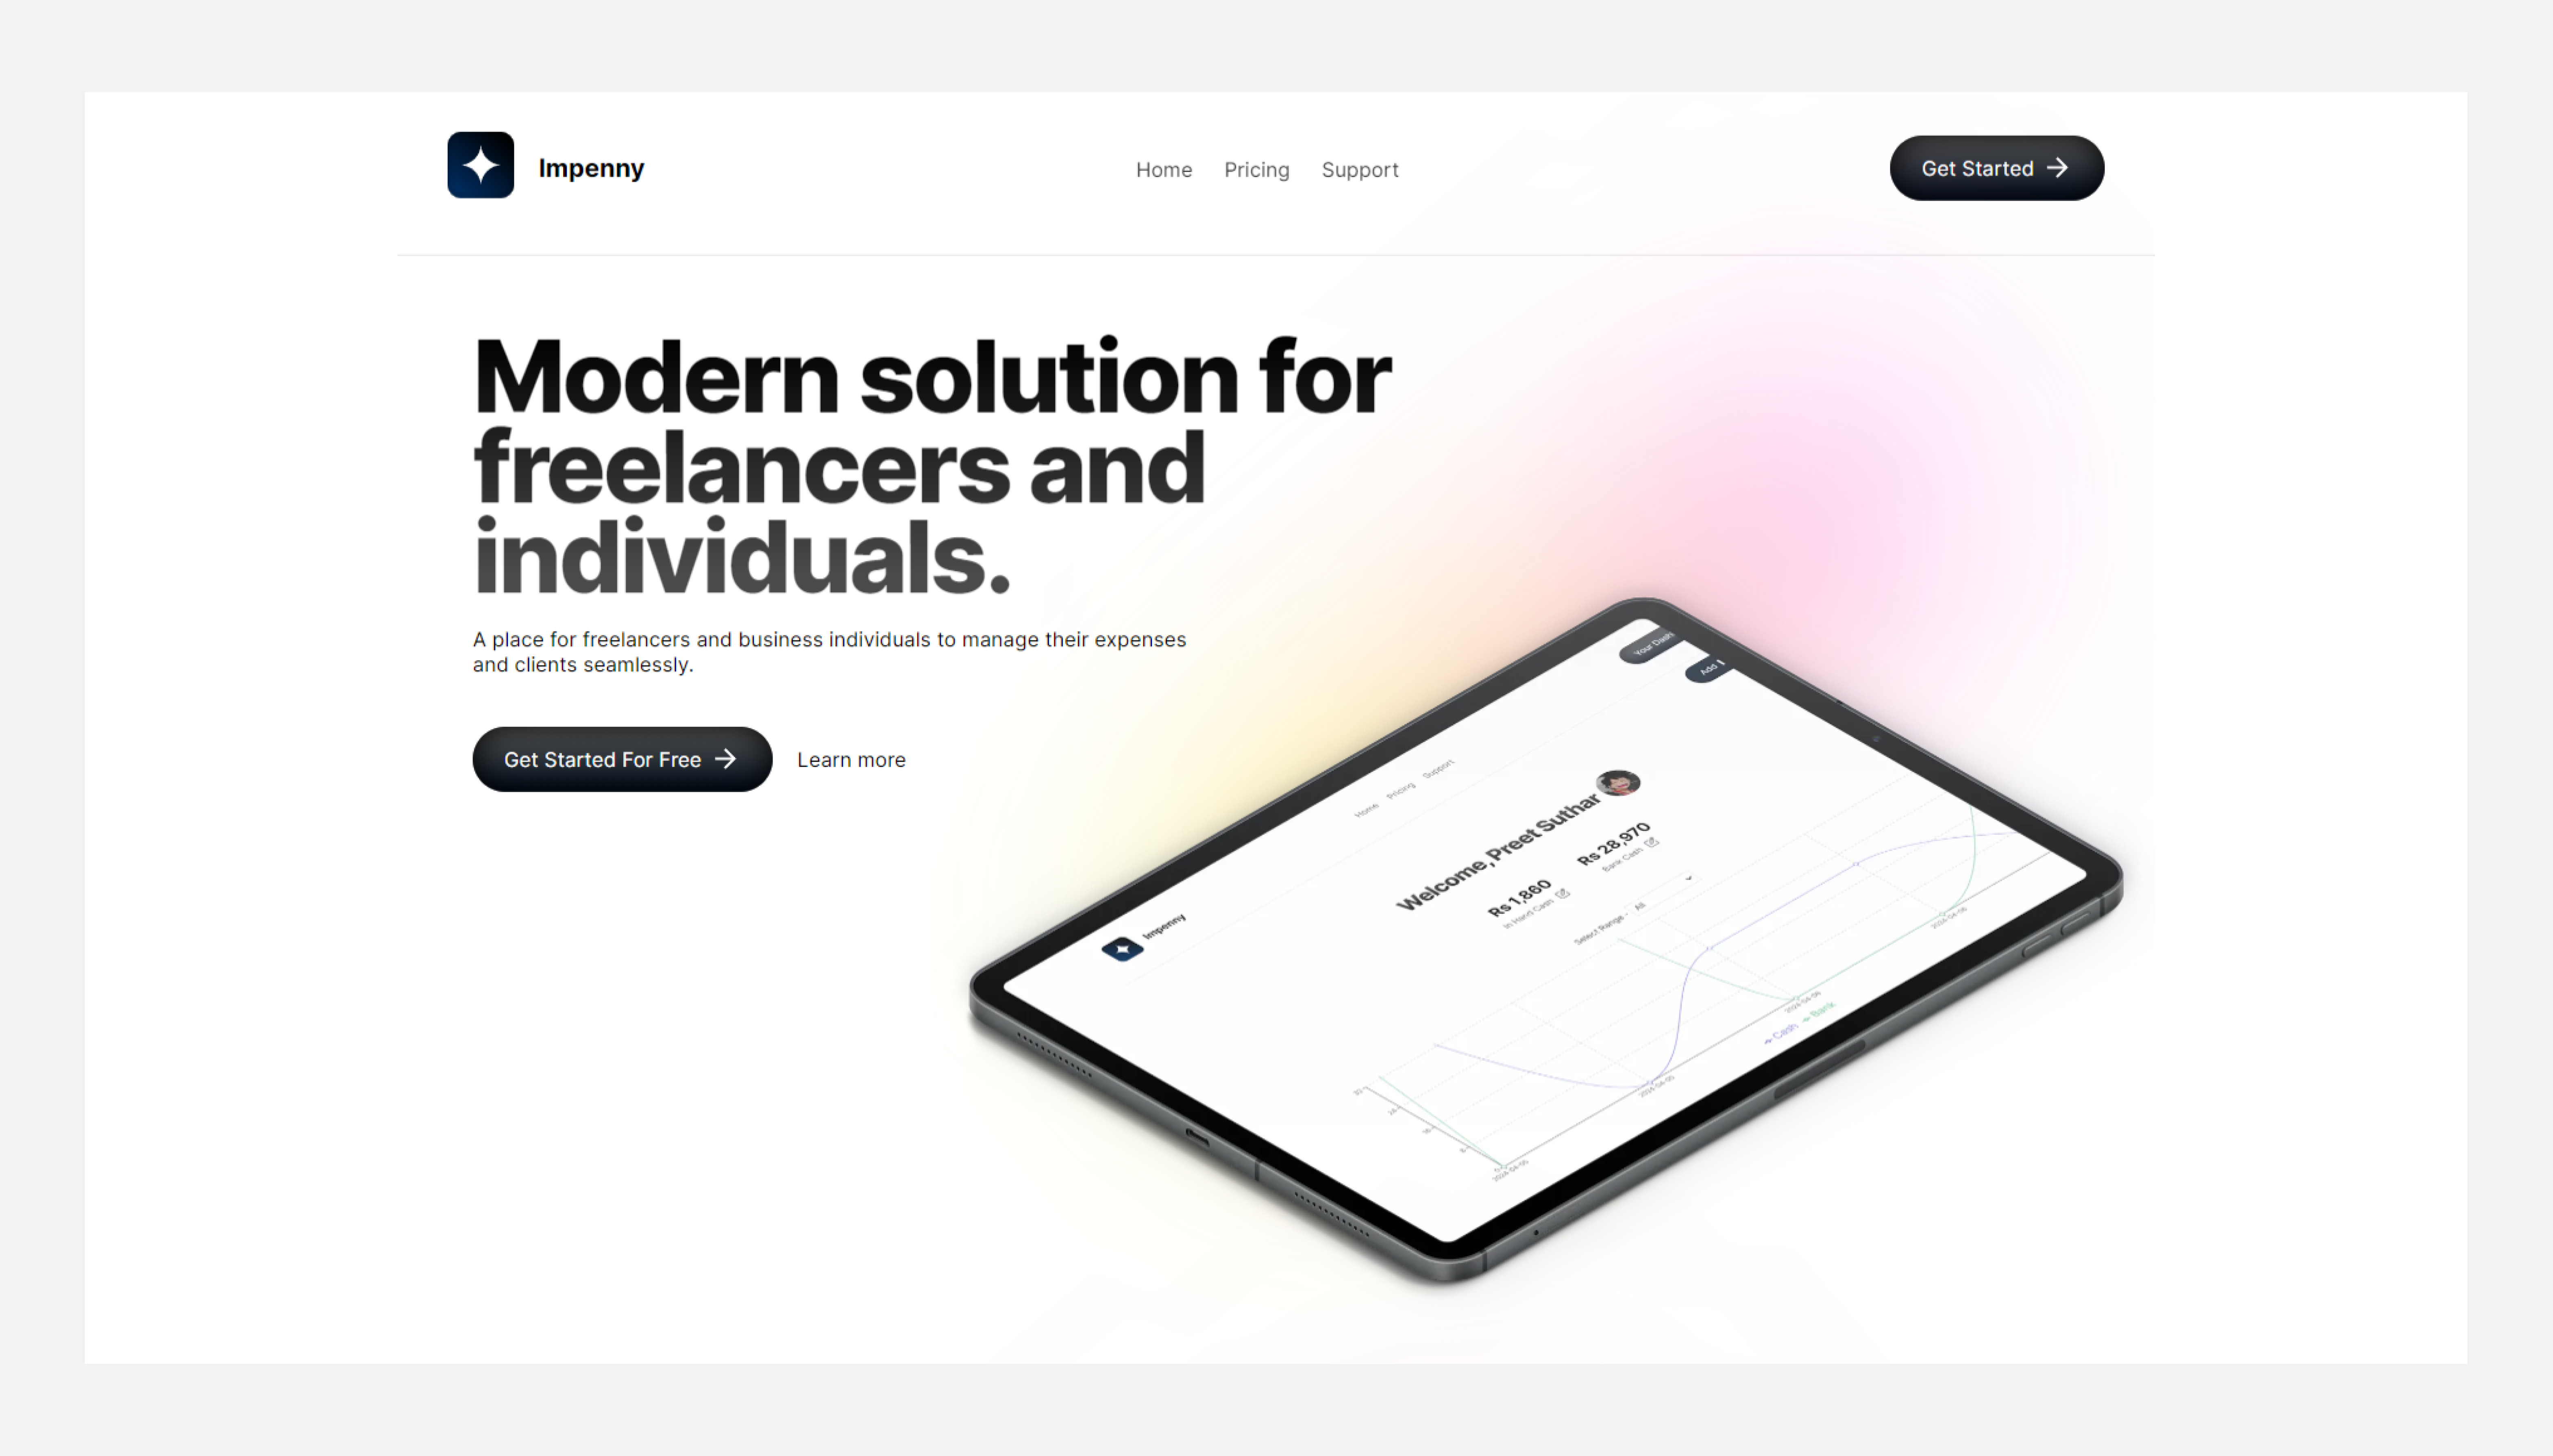 Impenny
Home Pricing Support
Get Started
Modern solution for
freelancers and
individuals.
A place for freelancers and business individuals to manage their expenses
and clients seamlessly.
Get Started For Free
Learn more
Your Dash
Add
Home Pricing Support
Impenny
Welcome, Preet Suthar
Rs 1,860
In Hand Cash
Rs 28,970
Bank Cash
Select Range - All
Cash Bank